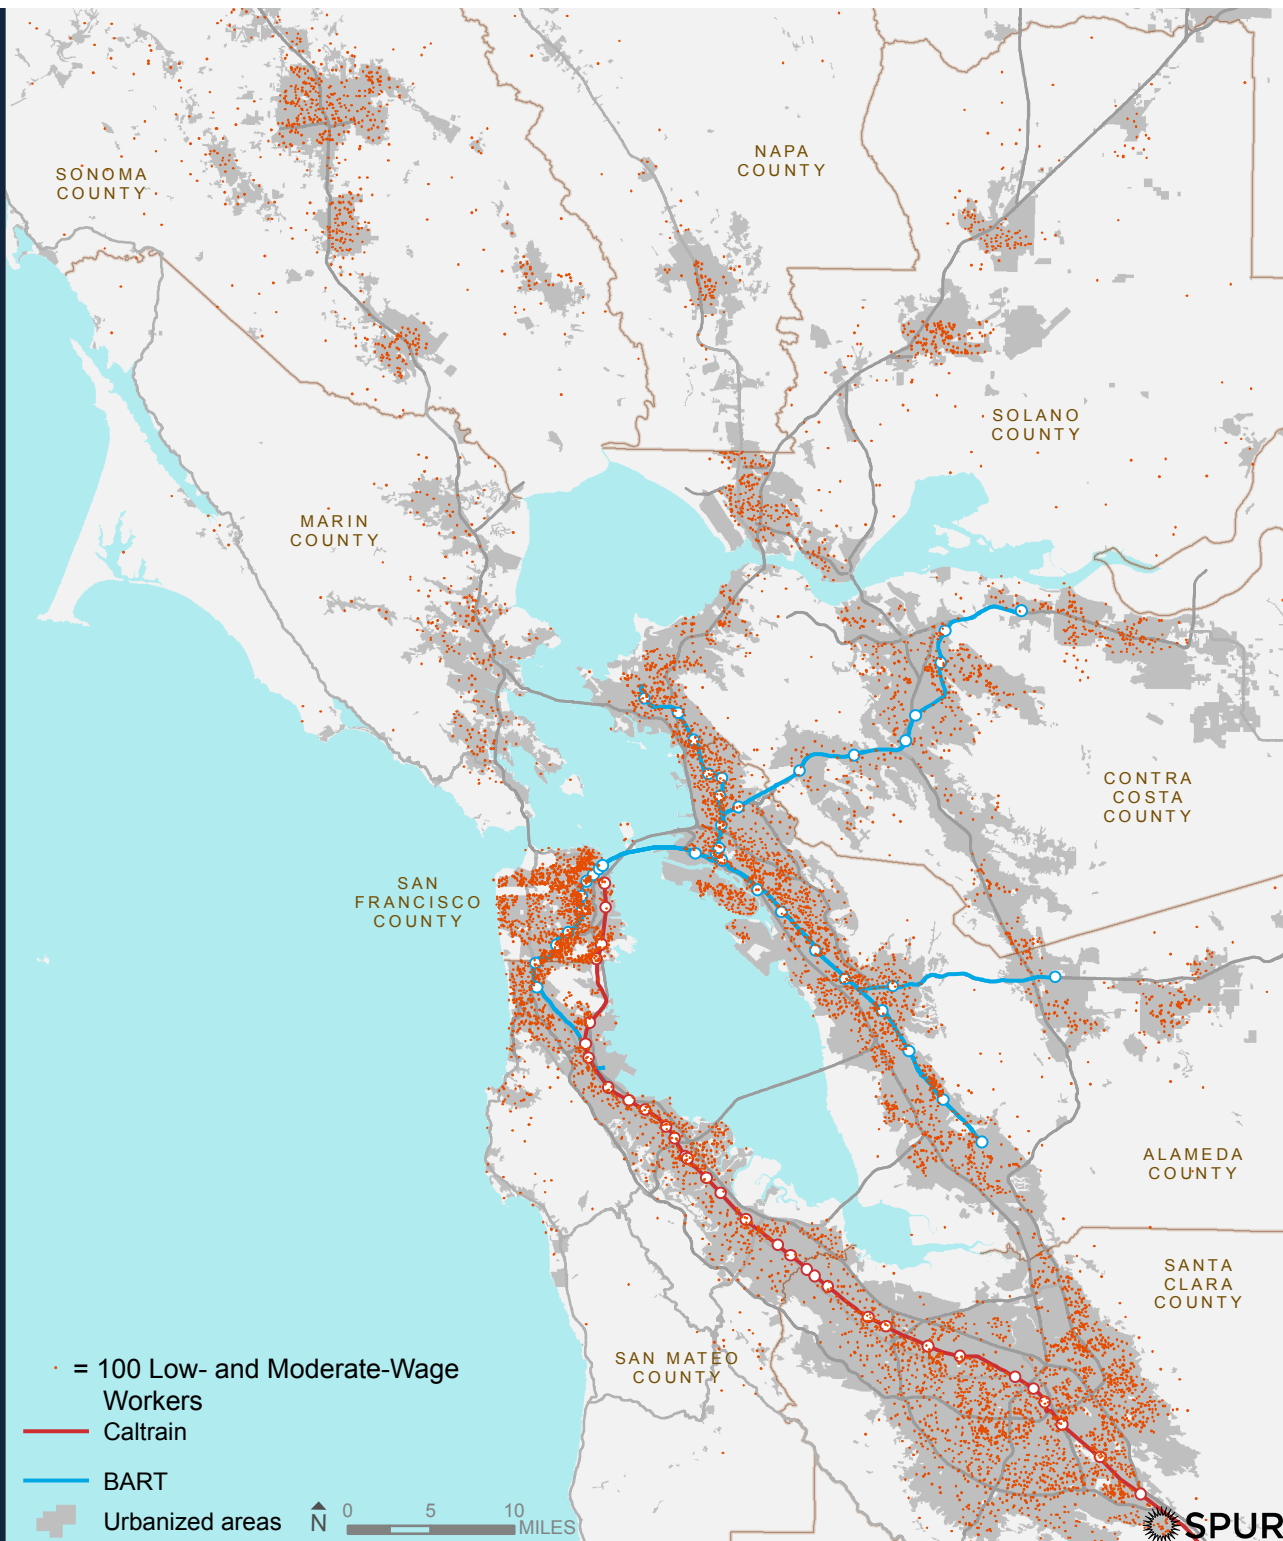 SONOMA
COUNTY
NAPA
COUNTY
SOLANO
COUNTY
MARIN
COUNTY
CONTRA
COSTA
COUNTY
SAN
FRANCISCO
COUNTY
ALAMEDA
COUNTY
SANTA
CLARA
COUNTY
SAN MATEO
COUNTY
= 100 Low- and Moderate-Wage
Workers
Caltrain
BART
Urbanized areas
N
0 5 10
MILES
SPUR